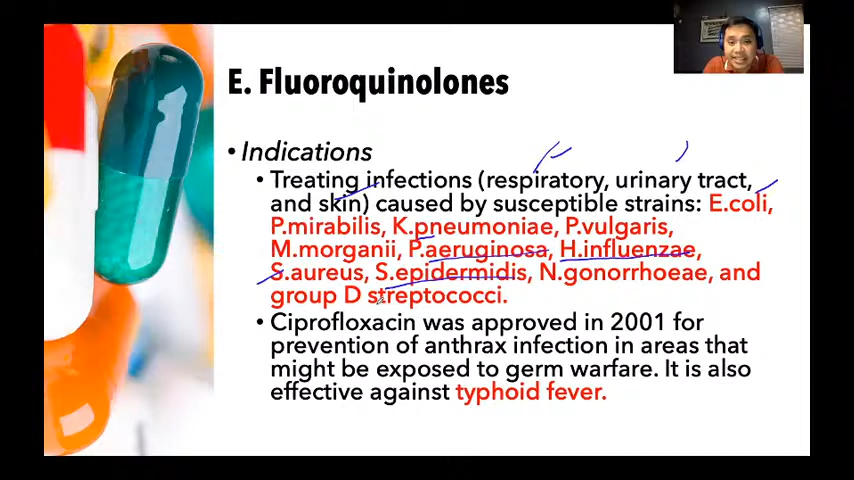 E. Fluoroquinolones
• Indications
• Treating infections (respiratory, urinary tract,
and skin) caused by susceptible strains: E.coli,
P.mirabilis, K.pneumoniae, P.vulgaris,
M.morganii, P.aeruginosa, H.influenzae,
S.aureus, S.epidermidis, N.gonorrhoeae, and
group D streptococci.
• Ciprofloxacin was approved in 2001 for
prevention of anthrax infection in areas that
might be exposed to germ warfare. It is also
effective against typhoid fever.